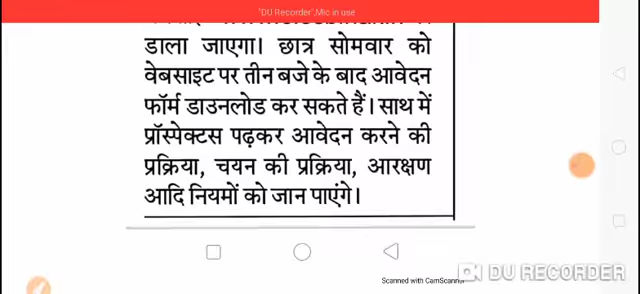 "DU Recorder",Mic in use
डाला जाएगा। छात्र सोमवार को
वेबसाइट पर तीन बजे के बाद आवेदन
फॉर्म डाउनलोड कर सकते हैं। साथ में
प्रॉस्पेक्टस पढ़कर आवेदन करने की
प्रक्रिया, चयन की प्रक्रिया, आरक्षण
आदि नियमों को जान पाएंगे।
Scanned with CamScanner
DU RECORDER